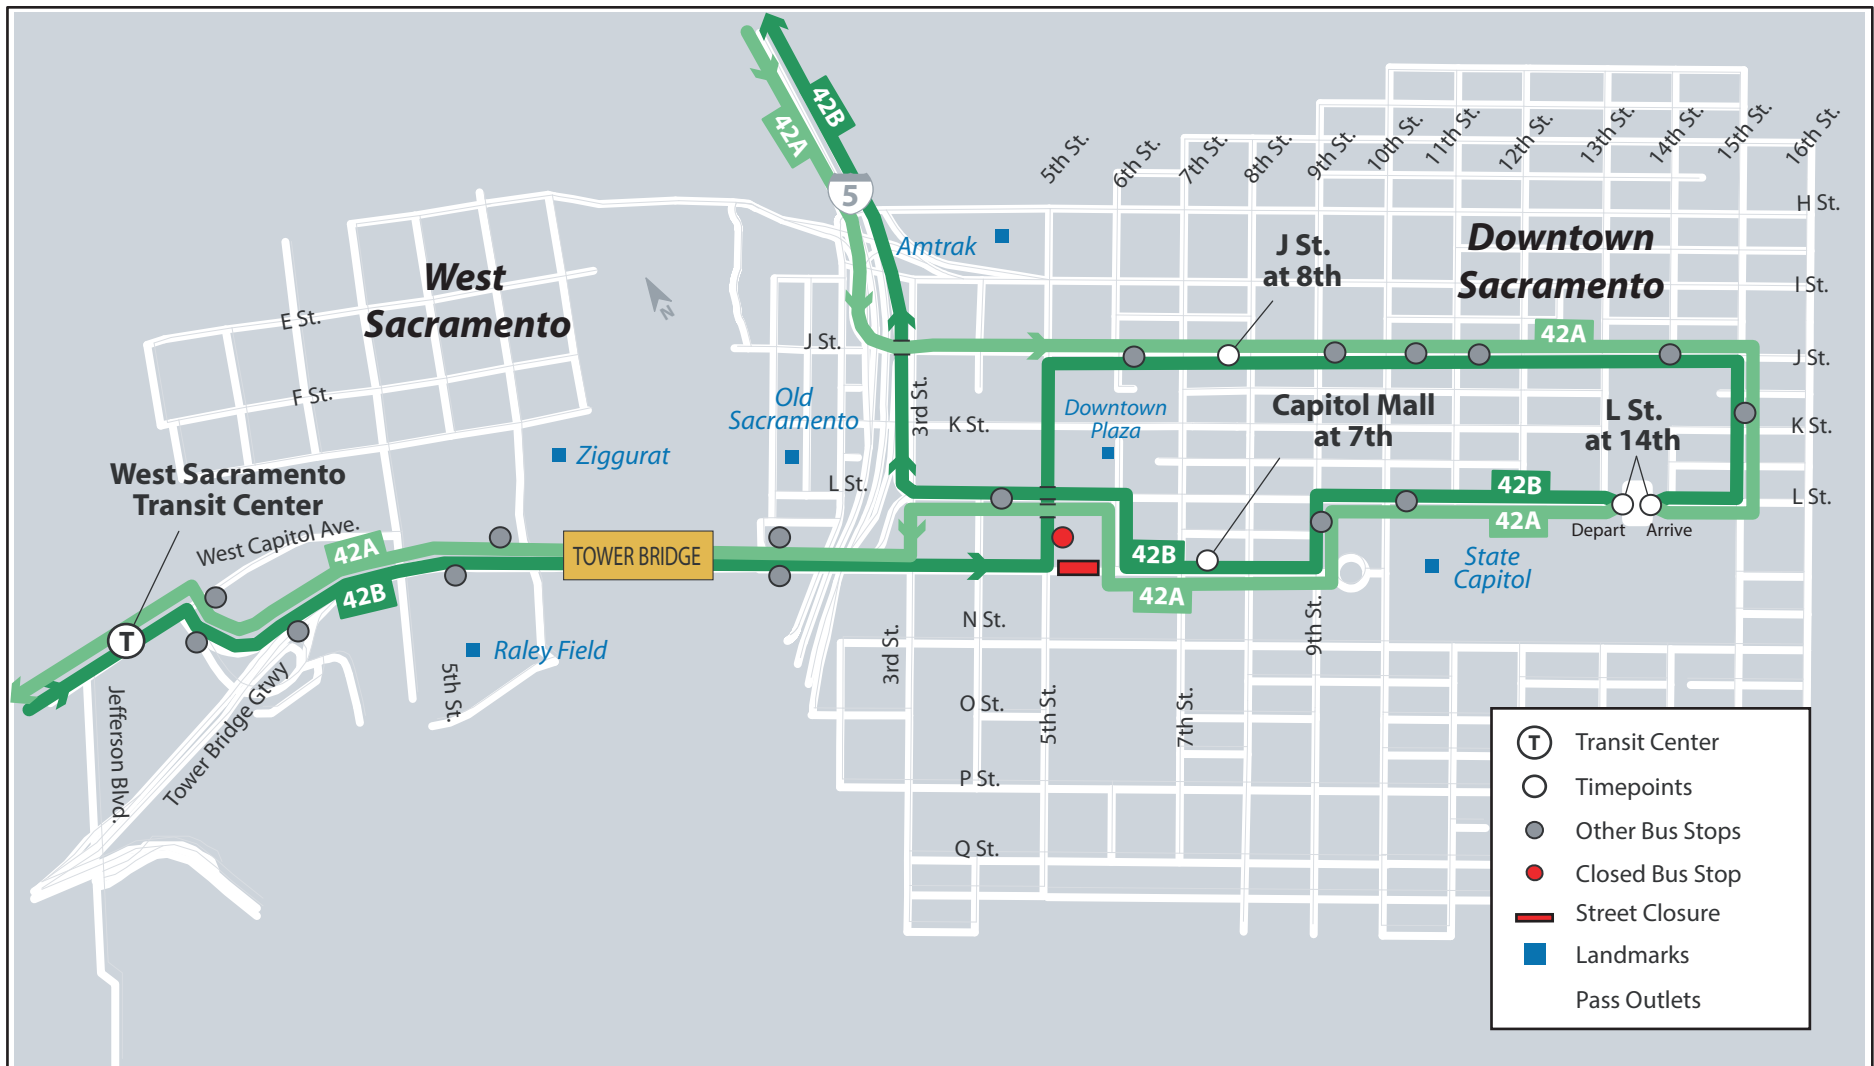 42B
42A
5
5th St.
6th St.
7th St.
8th St.
9th St.
10th St.
11th St.
12th St.
13th St.
14th St.
15th St.
16th St.
H St.
Amtrak
J St.
at 8th
Downtown
Sacramento
I St.
West
Sacramento
N
E St.
F St.
J St.
42A
J St.
3rd St.
Old
Sacramento
K St.
Downtown
Plaza
Capitol Mall
at 7th
L St.
at 14th
K St.
Ziggurat
West Sacramento
Transit Center
L St.
42B
L St.
42A
Depart
Arrive
West Capitol Ave.
42A
TOWER BRIDGE
42B
State
Capitol
42B
42A
T
N St.
9th St.
3rd St.
Raley Field
5th St.
Jefferson Blvd.
Tower Bridge Gtwy
O St.
5th St.
7th St.
P St.
Q St.
T Transit Center
Timepoints
Other Bus Stops
Closed Bus Stop
Street Closure
Landmarks
Pass Outlets